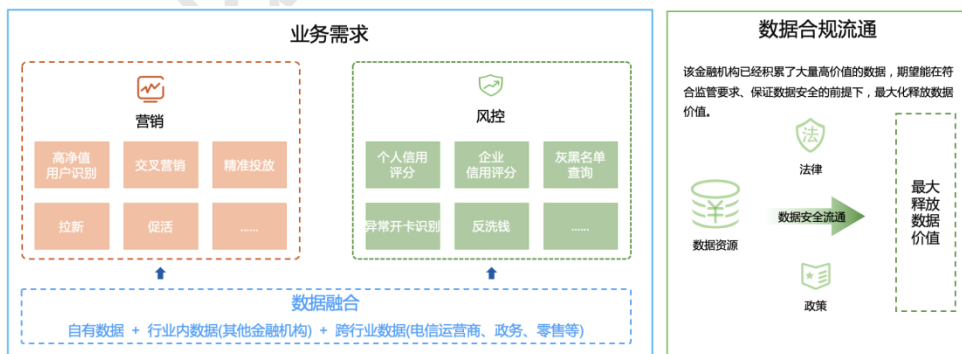 业务需求
营销
高净值
用户识别
交叉营销
精准投放
拉新
促活
......
风控
个人信用
评分
企业
信用评分
灰黑名单
查询
异常开卡识别
反洗钱
......
数据融合
自有数据 + 行业内数据(其他金融机构) + 跨行业数据(电信运营商、政务、零售等)
数据合规流通
该金融机构已经积累了大量高价值的数据，期望能在符
合监管要求、保证数据安全的前提下，最大化释放数据
价值。
法
法律
数据资源
数据安全流通
政策
最大
释放
数据
价值